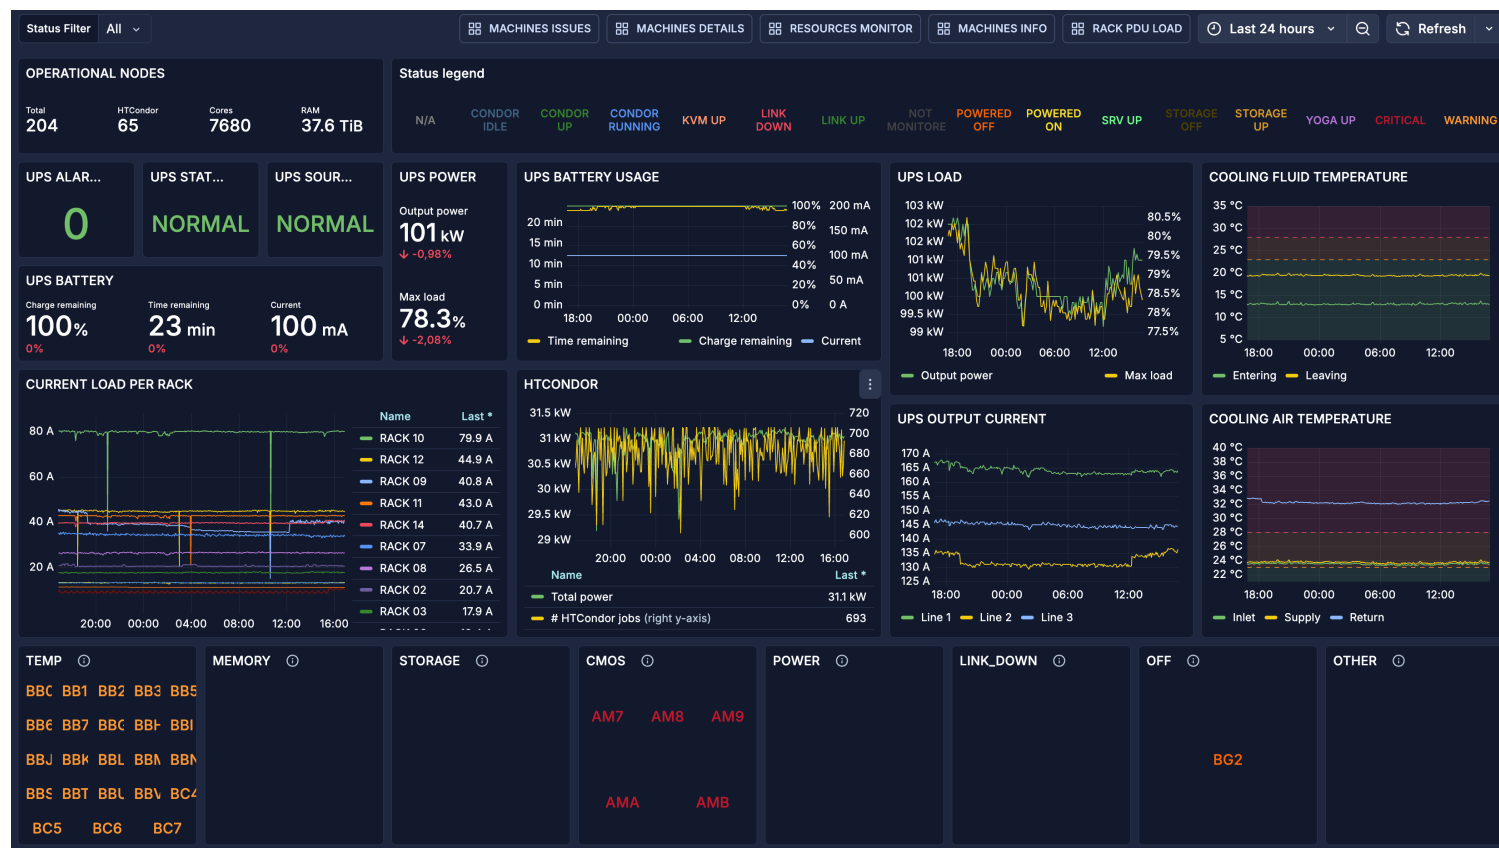 Status Filter All
MACHINES ISSUES MACHINES DETAILS RESOURCES MONITOR MACHINES INFO RACK PDU LOAD Last 24 hours Refresh
OPERATIONAL NODES
Total HTCondor Cores RAM
204 65 7680 37.6 TiB
Status legend
N/A
CONDOR IDLE
CONDOR UP
CONDOR RUNNING
KVM UP
LINK DOWN
LINK UP
NOT MONITORE
POWERED OFF
POWERED ON
SRV UP
STORAGE OFF
STORAGE UP
YOGA UP
CRITICAL
WARNING
UPS ALAR...
0
UPS STAT...
NORMAL
UPS SOUR...
NORMAL
UPS BATTERY
Charge remaining Time remaining Current
100% 23 min 100 mA
0% 0% 0%
UPS POWER
Output power
101 kW
-0,98%
Max load
78.3%
-2,08%
UPS BATTERY USAGE
20 min
15 min
10 min
5 min
0 min
100% 200 mA
80% 150 mA
60% 100 mA
40% 50 mA
20% 0 A
0%
18:00 00:00 06:00 12:00
Time remaining Charge remaining Current
UPS LOAD
103 kW
102 kW
102 kW
101 kW
101 kW
100 kW
99.5 kW
99 kW
80.5%
80%
79.5%
79%
78.5%
78%
77.5%
18:00 00:00 06:00 12:00
Output power Max load
COOLING FLUID TEMPERATURE
35 °C
30 °C
25 °C
20 °C
15 °C
10 °C
5 °C
18:00 00:00 06:00 12:00
Entering Leaving
CURRENT LOAD PER RACK
80 A
60 A
40 A
20 A
20:00 00:00 04:00 08:00 12:00 16:00
Name Last *
RACK 10 79.9 A
RACK 12 44.9 A
RACK 09 40.8 A
RACK 11 43.0 A
RACK 14 40.7 A
RACK 07 33.9 A
RACK 08 26.5 A
RACK 02 20.7 A
RACK 03 17.9 A
HTCONDOR
31.5 kW
31 kW
30.5 kW
30 kW
29.5 kW
29 kW
720
700
680
660
640
620
600
20:00 00:00 04:00 08:00 12:00 16:00
Name Last *
Total power 31.1 kW
# HTCondor jobs (right y-axis) 693
UPS OUTPUT CURRENT
170 A
165 A
160 A
155 A
150 A
145 A
140 A
135 A
130 A
125 A
18:00 00:00 06:00 12:00
Line 1 Line 2 Line 3
COOLING AIR TEMPERATURE
40 °C
38 °C
36 °C
34 °C
32 °C
30 °C
28 °C
26 °C
24 °C
22 °C
18:00 00:00 06:00 12:00
Inlet Supply Return
TEMP
BB1 BB2 BB3 BB5
BB6 BB7
BC5 BC6 BC7
MEMORY
STORAGE
CMOS
AM7 AM8 AM9
AMA AMB
POWER
LINK_DOWN
OFF
BG2
OTHER